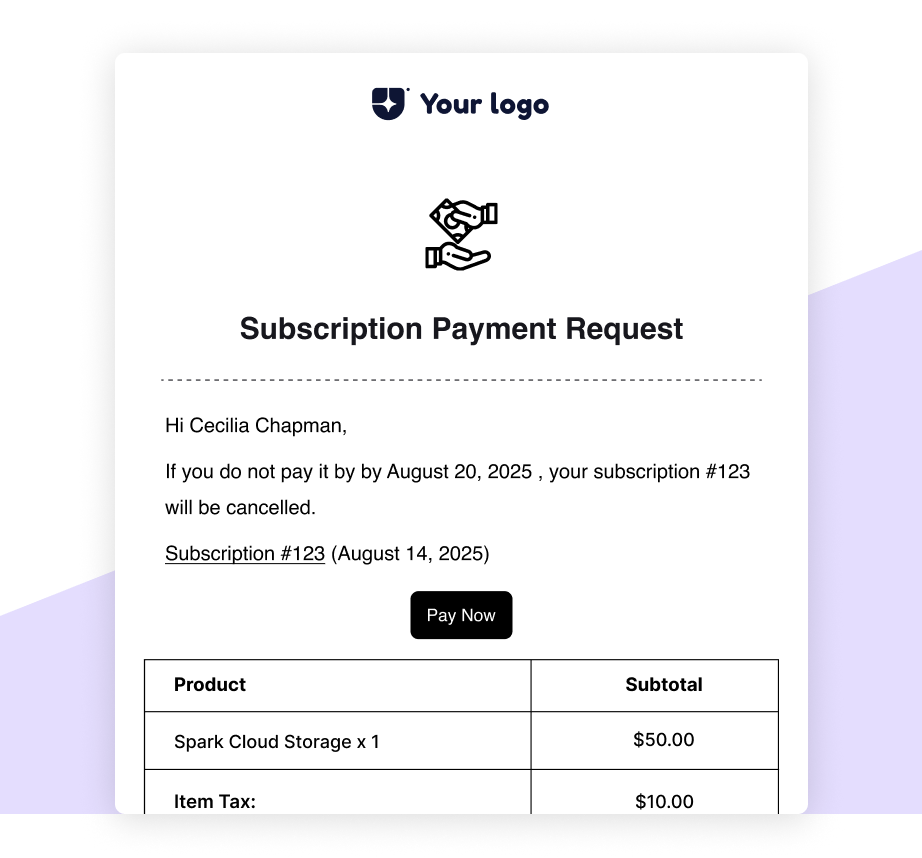 Your logo
Subscription Payment Request
Hi Cecilia Chapman,
If you do not pay it by by August 20, 2025 , your subscription #123
will be cancelled.
Subscription #123 (August 14, 2025)
Pay Now
Product Subtotal
Spark Cloud Storage x 1 $50.00
Item Tax: $10.00